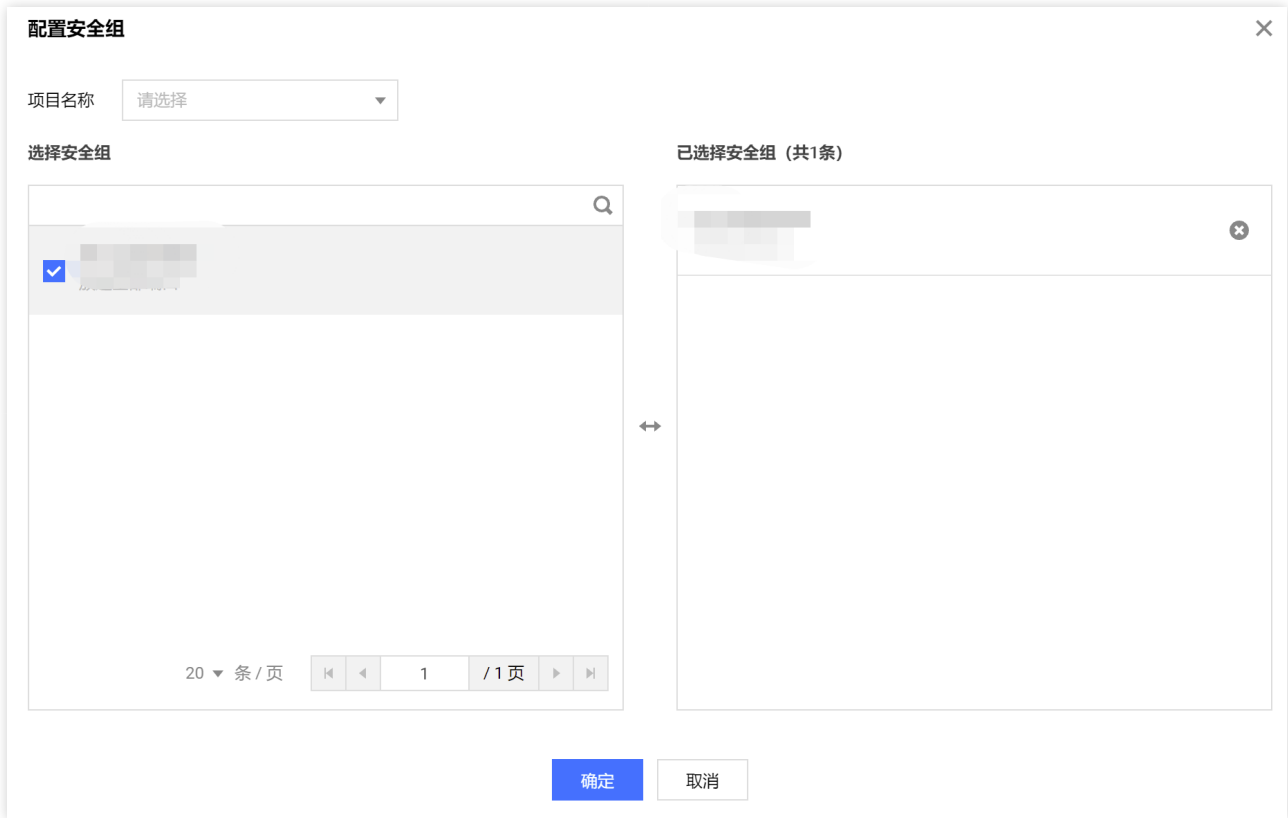 配置安全组
项目名称 请选择
选择安全组
已选择安全组（共1条）
20 条 / 页 1 / 1 页
确定 取消